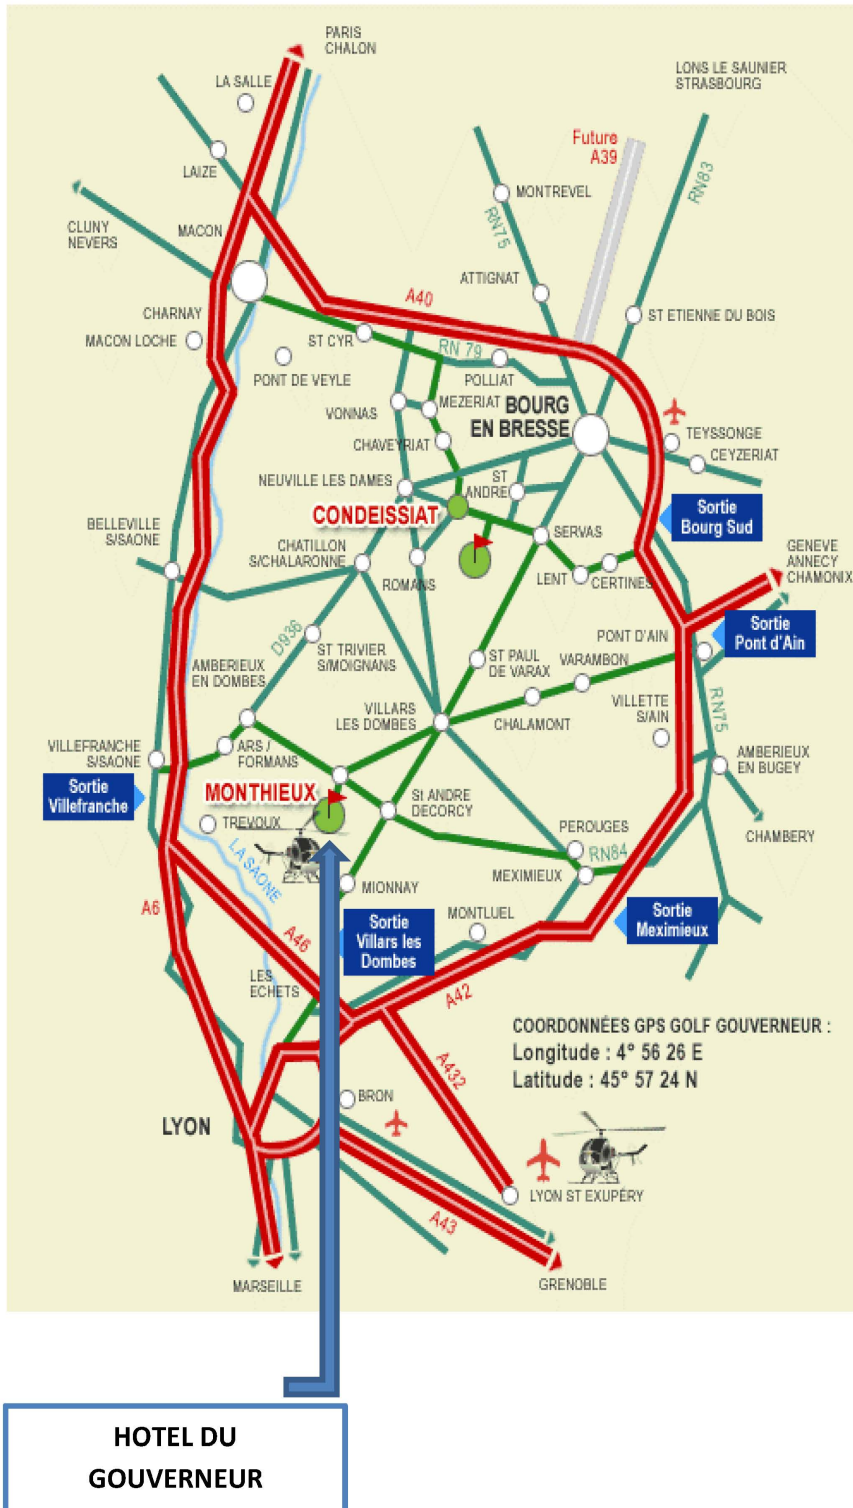 PARIS
CHALON
LA SALLE
LONS LE SAUNIER
STRASBOURG
Future
A39
LAIZE
RN83
MONTREVEL
RN75
CLUNY
NEVERS
MACON
ATTIGNAT
A40
CHARNAY
ST ETIENNE DU BOIS
MACON LOCHE
ST CYR
RN 79
PONT DE VEYLE
POLLIAT
VONNAS
MEZERIAT
BOURG
EN BRESSE
CHAVEYRIAT
TEYSSONGE
CEYZERIAT
NEUVILLE LES DAMES
ST
ANDRE
CONDEISSIAT
Sortie
Bourg Sud
BELLEVILLE
S/SAONE
SERVAS
CHATILLON
S/CHALARONNE
GENEVE
ANNECY
CHAMONIX
ROMANS
LENT
CERTINES
D936
ST TRIVIER
S/MOIGNANS
PONT D'AIN
Sortie
Pont d'Ain
ST PAUL
DE VARAX
VARAMBON
AMBERIEUX
EN DOMBES
RN75
VILLARS
LES DOMBES
CHALAMONT
VILLETTE
S/AIN
VILLEFRANCHE
S/SAONE
ARS /
FORMANS
AMBERIEUX
EN BUGEY
Sortie
Villefranche
MONTHIEUX
St ANDRE
DECORCY
TREVOUX
PEROUGES
CHAMBERY
LA SAONE
RN84
MEXIMIEUX
MIONNAY
A6
Sortie
Villars les
Dombes
MONTLUEL
Sortie
Meximieux
A46
LES
ECHETS
A42
COORDONNÉES GPS GOLF GOUVERNEUR :
Longitude : 4° 56 26 E
Latitude : 45° 57 24 N
A432
BRON
LYON
LYON ST EXUPÉRY
A43
MARSEILLE
GRENOBLE
HOTEL DU
GOUVERNEUR